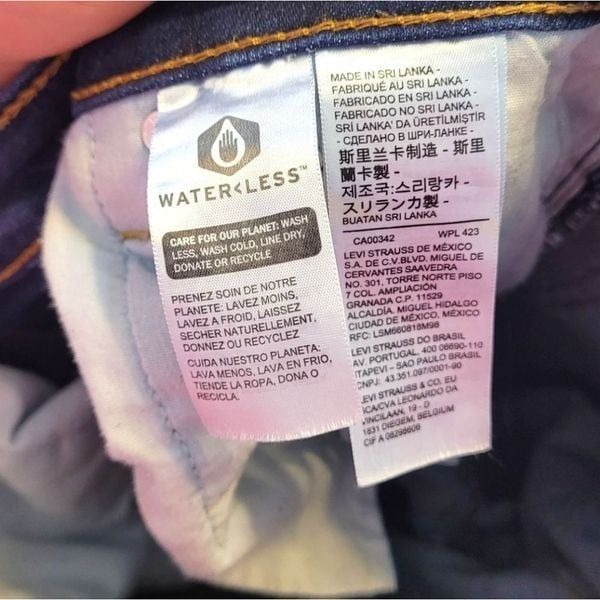 WATER<LESS™
CARE FOR OUR PLANET: WASH
LESS, WASH COLD, LINE DRY,
DONATE OR RECYCLE
PRENEZ SOIN DE NOTRE
PLANETE: LAVEZ MOINS,
LAVEZ A FROID, LAISSEZ
SECHER NATURELLEMENT,
DONNEZ OU RECYCLEZ
CUIDA NUESTRO PLANETA:
LAVA MENOS, LAVA EN FRIO,
TIENDE LA ROPA, DONA O
RECICLA.
MADE IN SRI LANKA -
FABRIQUÉ AU SRI LANKA -
FABRICADO EN SRI LANKA -
FABRICADO NO SRI LANKA -
SRİ LANKA' DA ÜRETİLMİŞTİR
- СДЕЛАНО В ШРИ-ЛАНКЕ -
斯里兰卡制造 - 斯里
蘭卡製 -
제조국:스리랑카 -
スリランカ製 -
BUATAN SRI LANKA
CA00342 WPL 423
LEVI STRAUSS DE MÉXICO
S.A. DE C.V.BLVD. MIGUEL DE
CERVANTES SAAVEDRA
NO. 301, TORRE NORTE PISO
7 COL. AMPLIACIÓN
GRANADA C.P. 11529
ALCALDÍA. MIGUEL HIDALGO
CIUDAD DE MÉXICO, MÉXICO
RFC: LSM660818M98
LEVI STRAUSS DO BRASIL
AV. PORTUGAL, 400 06690-110
ITAPEVI - SAO PAULO BRASIL
CNPJ: 43.351.097/0001-90
LEVI STRAUSS & CO. EU
LEONARDO DA
VINCILAAN, 19 - D
1831 DIEGEM, BELGIUM
CIF A 08298606